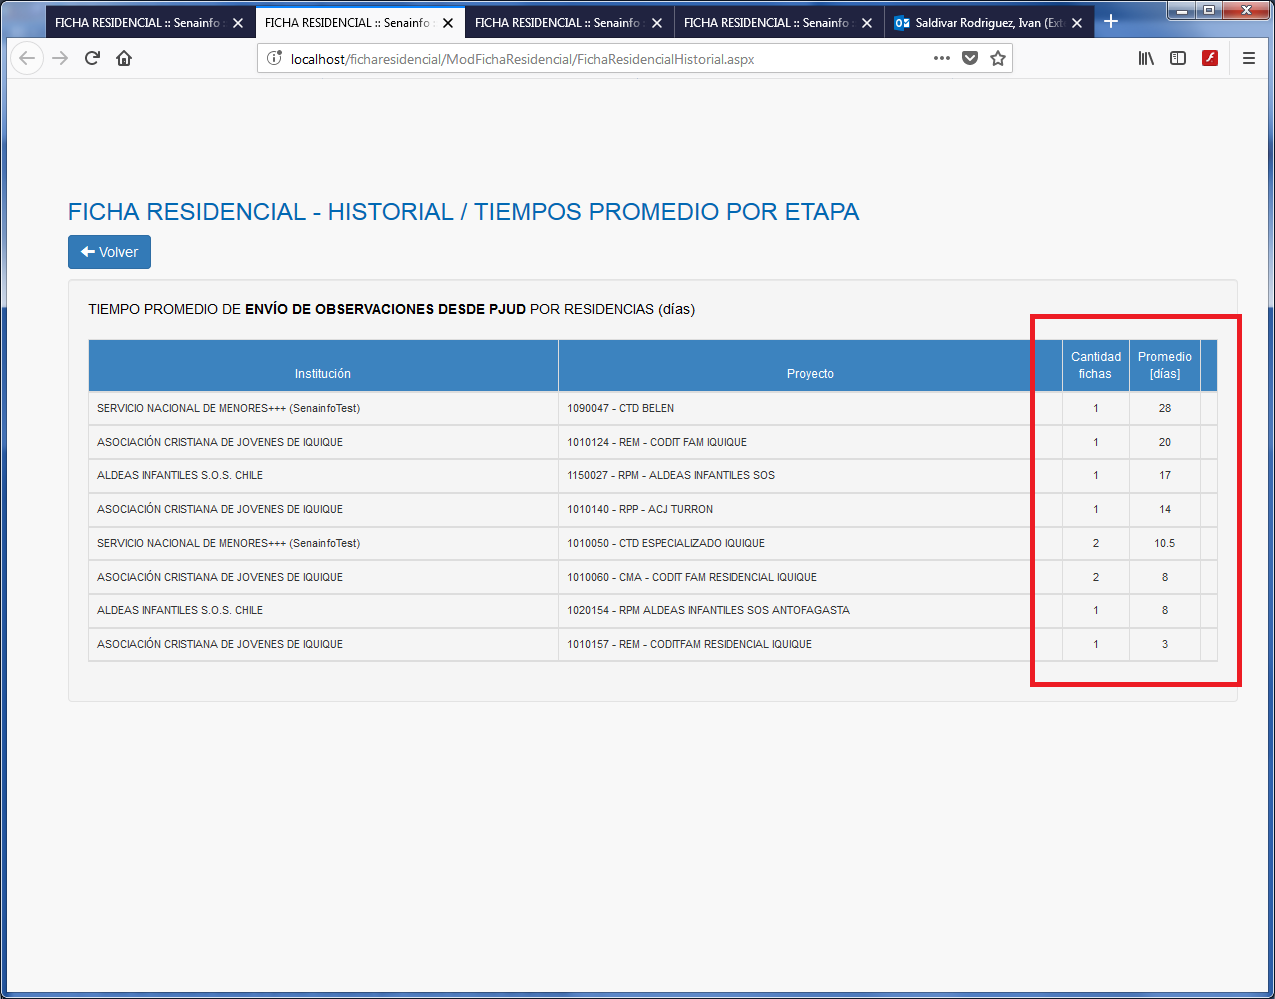 FICHA RESIDENCIAL :: Senainfo : FICHA RESIDENCIAL :: Senainfo : FICHA RESIDENCIAL :: Senainfo : FICHA RESIDENCIAL :: Senainfo : Saldivar Rodriguez, Ivan (Ext
localhost/ficharesidencial/ModFichaResidencial/FichaResidencialHistorial.aspx
FICHA RESIDENCIAL - HISTORIAL / TIEMPOS PROMEDIO POR ETAPA
Volver
TIEMPO PROMEDIO DE ENVÍO DE OBSERVACIONES DESDE PJUD POR RESIDENCIAS (días)
Institución Proyecto Cantidad fichas Promedio [días]
SERVICIO NACIONAL DE MENORES+++ (SenainfoTest) 1090047 - CTD BELEN 1 28
ASOCIACIÓN CRISTIANA DE JOVENES DE IQUIQUE 1010124 - REM - CODIT FAM IQUIQUE 1 20
ALDEAS INFANTILES S.O.S. CHILE 1150027 - RPM - ALDEAS INFANTILES SOS 1 17
ASOCIACIÓN CRISTIANA DE JOVENES DE IQUIQUE 1010140 - RPP - ACJ TURRON 1 14
SERVICIO NACIONAL DE MENORES+++ (SenainfoTest) 1010050 - CTD ESPECIALIZADO IQUIQUE 2 10.5
ASOCIACIÓN CRISTIANA DE JOVENES DE IQUIQUE 1010060 - CMA - CODIT FAM RESIDENCIAL IQUIQUE 2 8
ALDEAS INFANTILES S.O.S. CHILE 1020154 - RPM ALDEAS INFANTILES SOS ANTOFAGASTA 1 8
ASOCIACIÓN CRISTIANA DE JOVENES DE IQUIQUE 1010157 - REM - CODITFAM RESIDENCIAL IQUIQUE 1 3